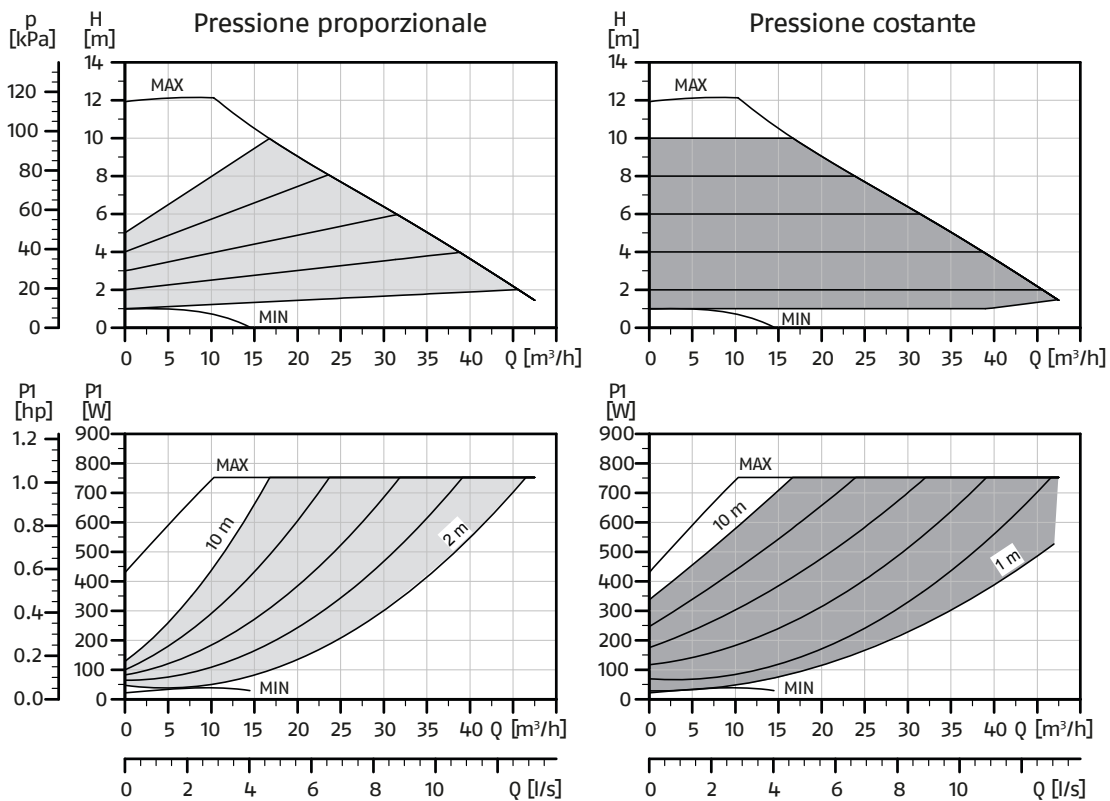 p
[kPa]
H
[m]
Pressione proporzionale
14
12
10
8
6
4
2
0
120
100
80
60
40
20
0
MAX
MIN
0 5 10 15 20 25 30 35 40 Q [m³/h]
H
[m]
Pressione costante
14
12
10
8
6
4
2
0
MAX
MIN
0 5 10 15 20 25 30 35 40 Q [m³/h]
P1
[hp]
P1
[W]
1.2
1.0
0.8
0.6
0.4
0.2
0.0
900
800
700
600
500
400
300
200
100
0
MAX
10 m
2 m
MIN
0 5 10 15 20 25 30 35 40 Q [m³/h]
0 2 4 6 8 10 Q [l/s]
P1
[W]
900
800
700
600
500
400
300
200
100
0
MAX
10 m
1 m
MIN
0 5 10 15 20 25 30 35 40 Q [m³/h]
0 2 4 6 8 10 Q [l/s]